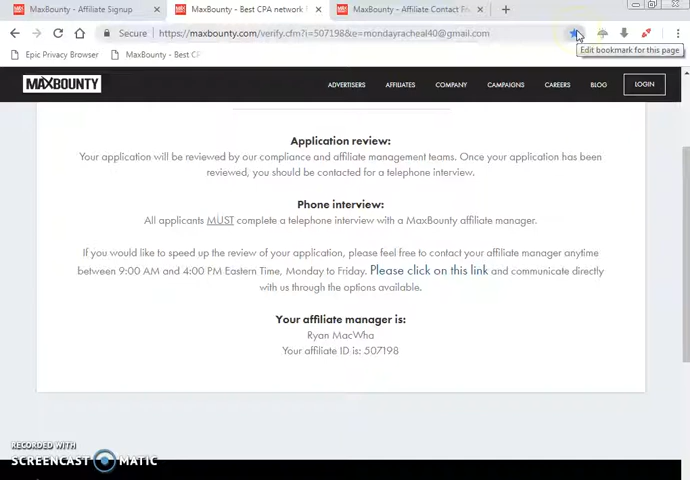 MaxBounty - Affiliate Signup
MaxBounty - Best CPA network f
MaxBounty - Affiliate Contact Fr
Secure
https://maxbounty.com/verify.cfm?i=507198&e=mondayracheal40@gmail.com
Edit bookmark for this page
Epic Privacy Browser
MaxBounty - Best CP
MAXBOUNTY
ADVERTISERS
AFFILIATES
COMPANY
CAMPAIGNS
CAREERS
BLOG
LOGIN
Application review:
Your application will be reviewed by our compliance and affiliate management teams. Once your application has been
reviewed, you should be contacted for a telephone interview.
Phone interview:
All applicants MUST complete a telephone interview with a MaxBounty affiliate manager.
If you would like to speed up the review of your application, please feel free to contact your affiliate manager anytime
between 9:00 AM and 4:00 PM Eastern Time, Monday to Friday. Please click on this link and communicate directly
with us through the options available.
Your affiliate manager is:
Ryan MacWha
Your affiliate ID is: 507198
RECORDED WITH
SCREENCAST MATIC